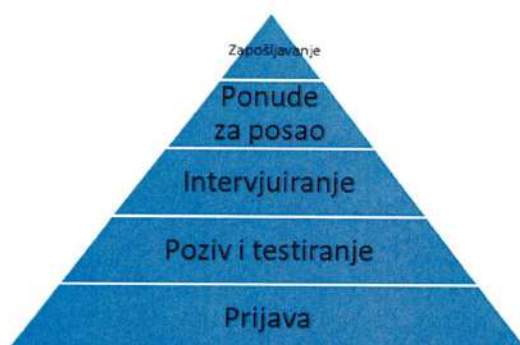 Zapošljavanje
Ponude
za posao
Intervjuiranje
Poziv i testiranje
Prijava